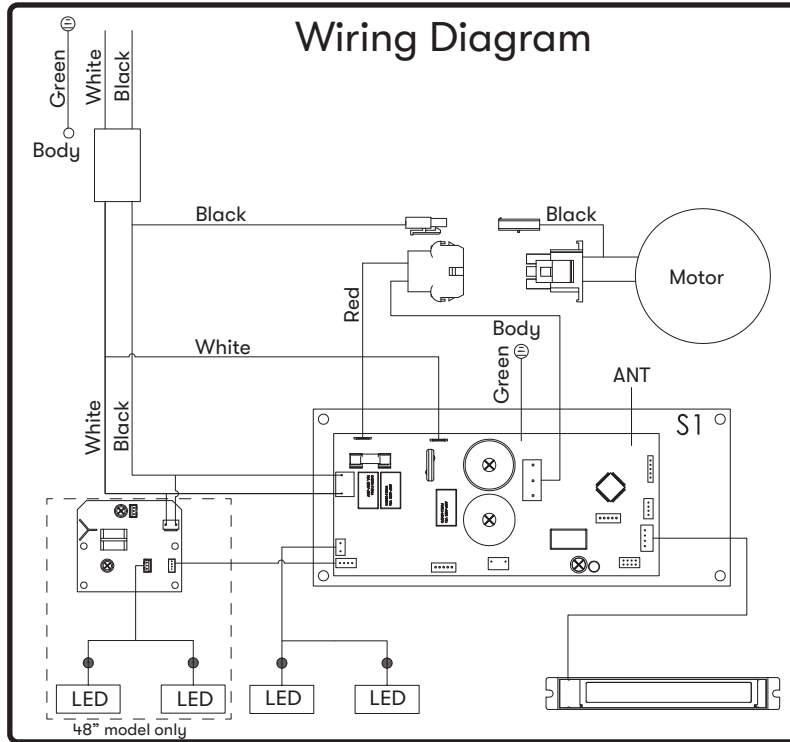 Wiring Diagram
Green
White
Black
Body
Black
Black
Motor
Red
Body
White
Green
ANT
S1
White
Black
LED
LED
LED
LED
48” model only